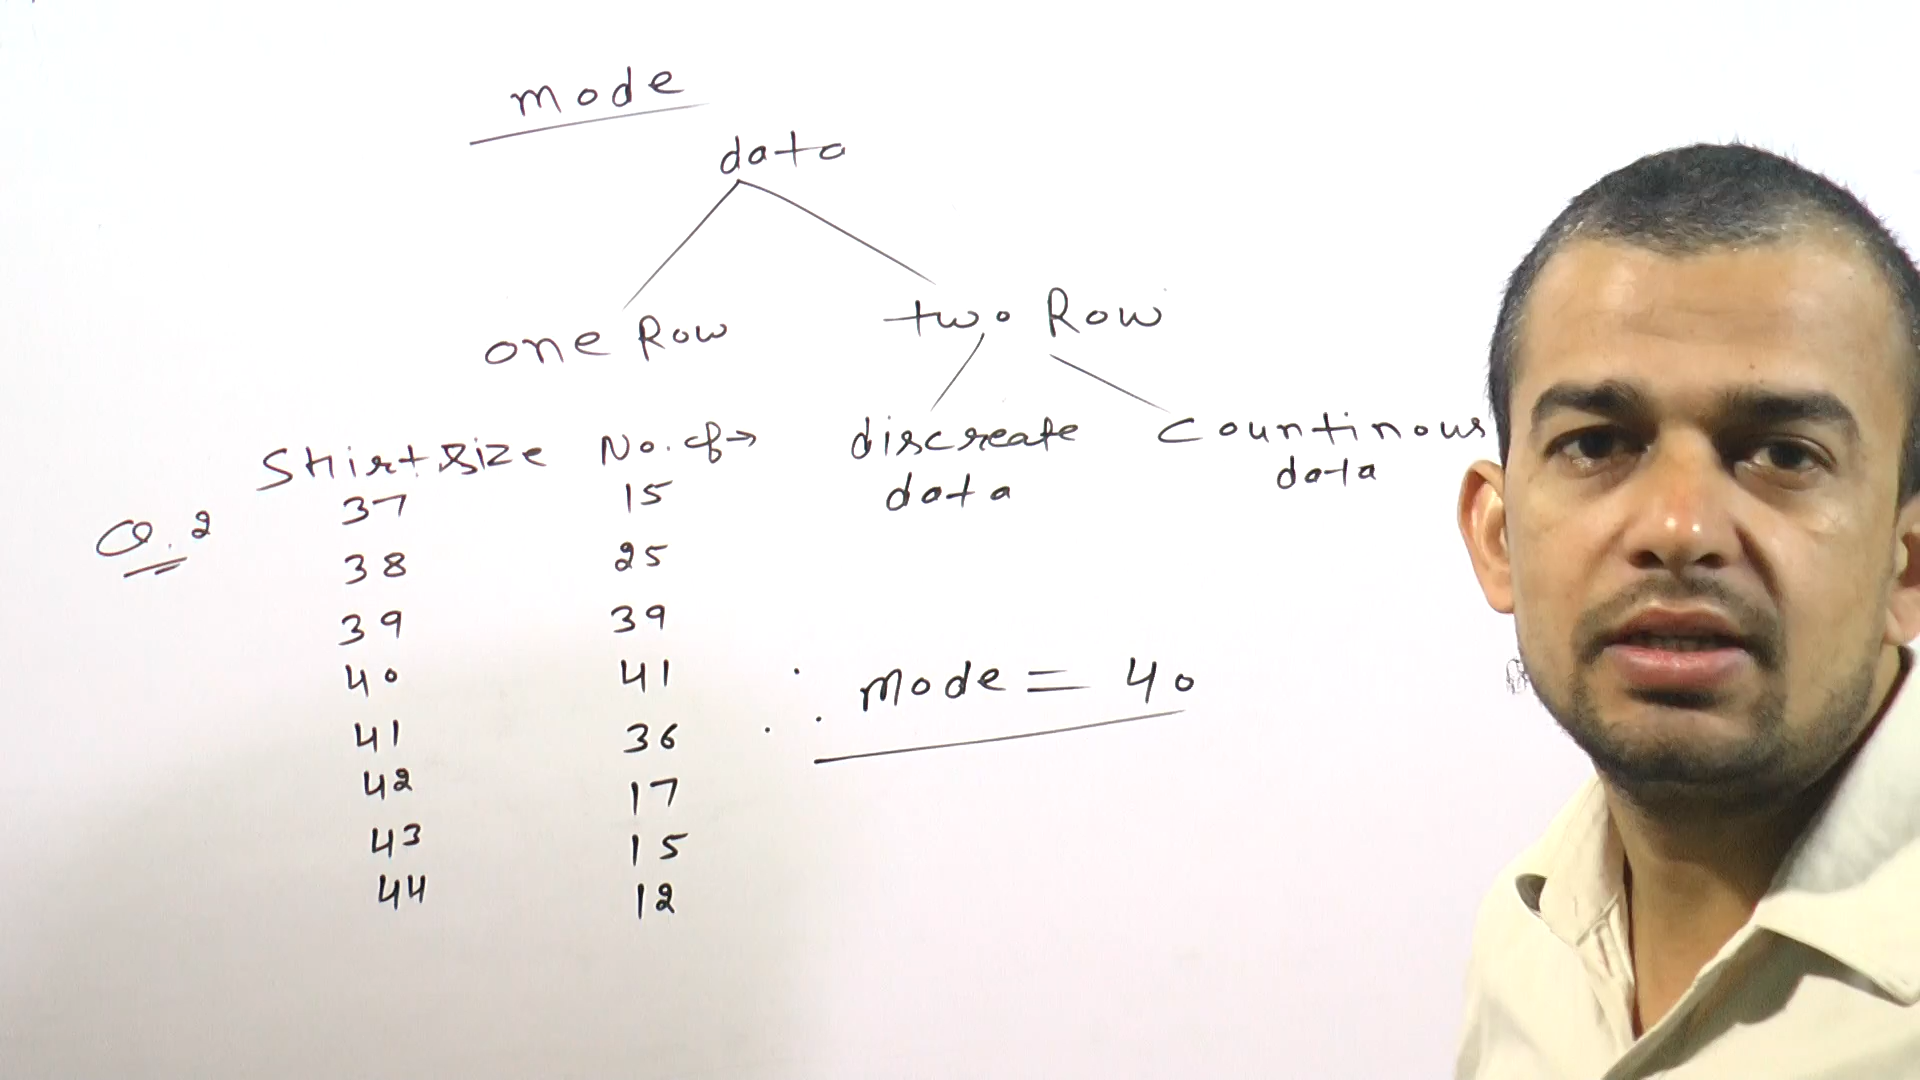 mode
data
one Row two Row
discreate data
Countinous data
Q.2
Shirt size No. of →
37 15
38 25
39 39
40 41
41 36
42 17
43 15
44 12
∴ mode = 40